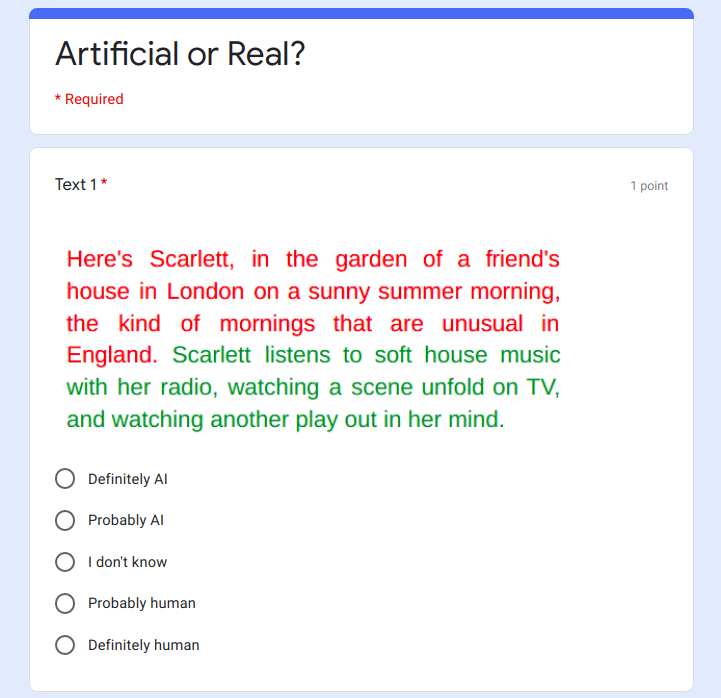 Artificial or Real?
* Required
Text 1 *
1 point
Here's Scarlett, in the garden of a friend's
house in London on a sunny summer morning,
the kind of mornings that are unusual in
England. Scarlett listens to soft house music
with her radio, watching a scene unfold on TV,
and watching another play out in her mind.
Definitely AI
Probably AI
I don't know
Probably human
Definitely human